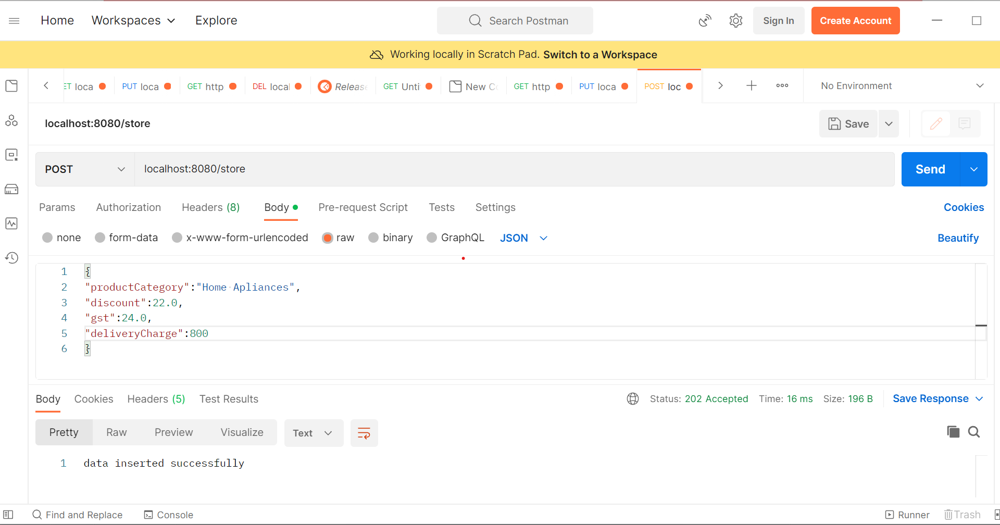 Home Workspaces Explore Search Postman Sign In Create Account
Working locally in Scratch Pad. Switch to a Workspace
ET loca PUT loca GET http DEL local Release GET Unti New Co GET http PUT loca POST loc No Environment
localhost:8080/store Save
POST localhost:8080/store Send
Params Authorization Headers (8) Body Pre-request Script Tests Settings Cookies
none form-data x-www-form-urlencoded raw binary GraphQL JSON Beautify
1 {
2 "productCategory":"Home Apliances",
3 "discount":22.0,
4 "gst":24.0,
5 "deliveryCharge":800
6 }
Body Cookies Headers (5) Test Results Status: 202 Accepted Time: 16 ms Size: 196 B Save Response
Pretty Raw Preview Visualize Text
1 data inserted successfully
Find and Replace Console Runner Trash